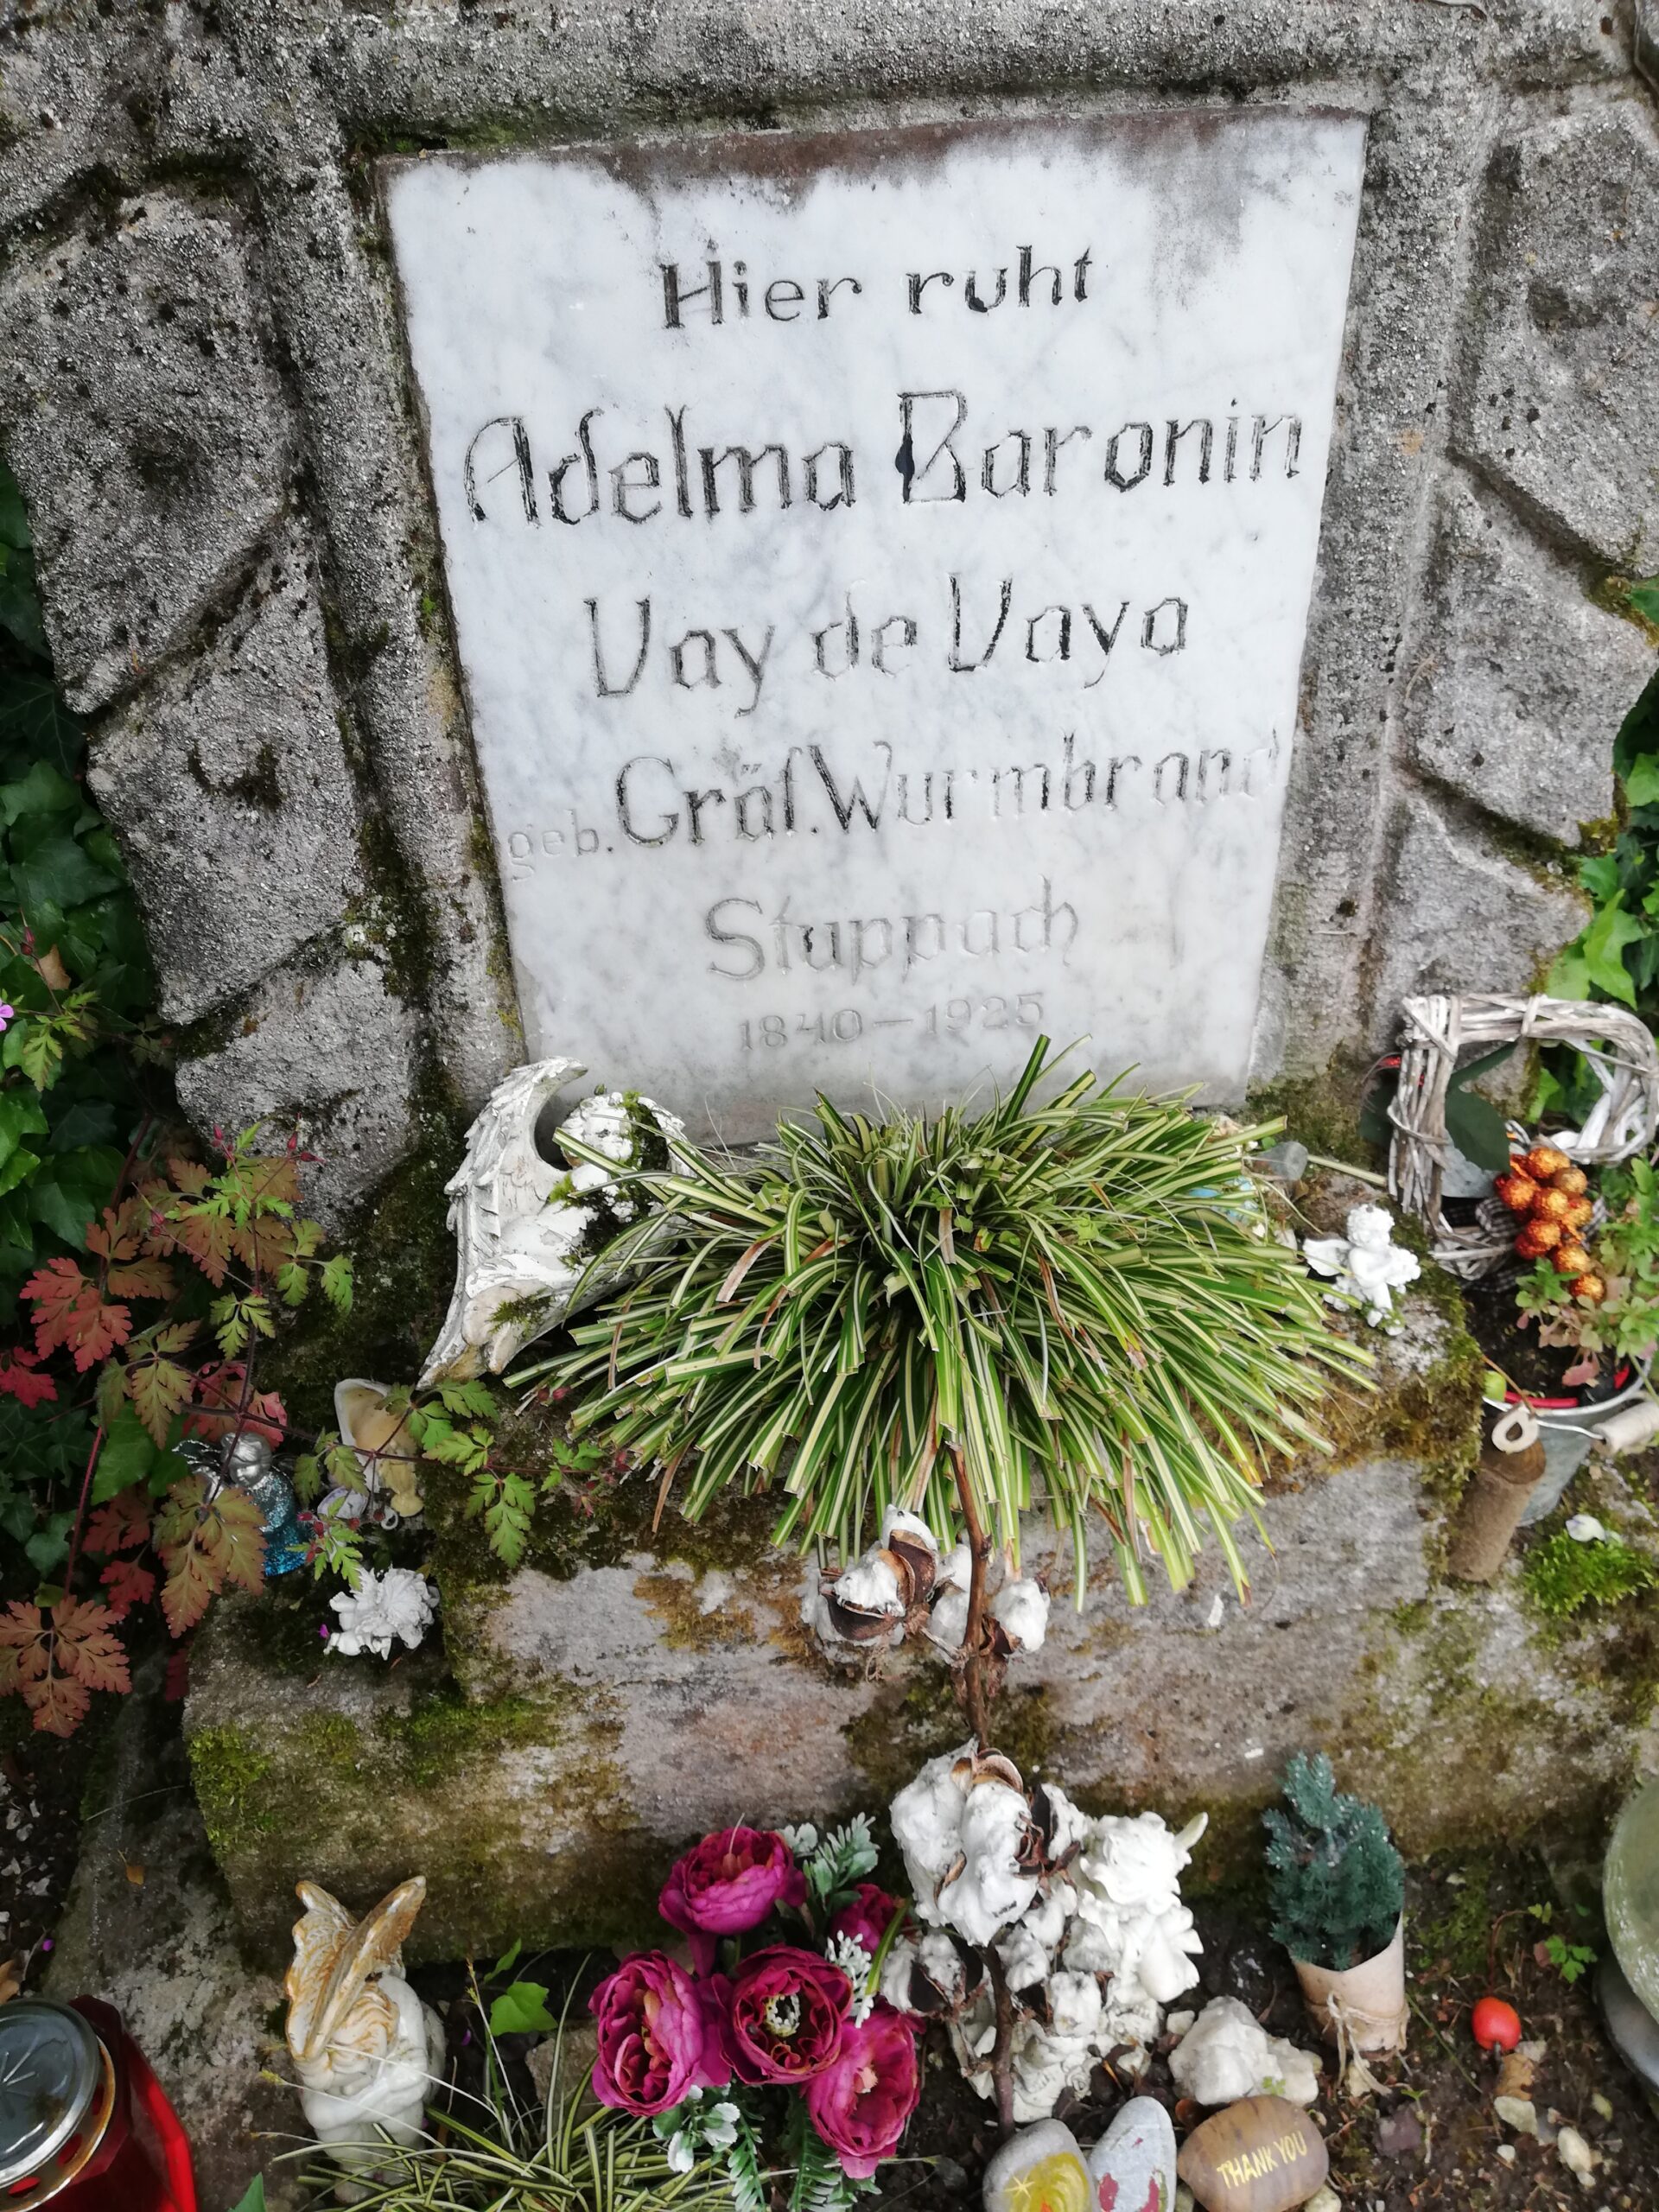 Hier ruht
Adelma Baronin
Vay de Vaya
geb. Gräf. Wurmbrand
Stuppach
1840 – 1925
THANK YOU